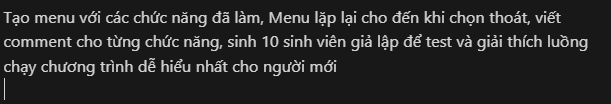 Tạo menu với các chức năng đã làm, Menu lặp lại cho đến khi chọn thoát, viết
comment cho từng chức năng, sinh 10 sinh viên giả lập để test và giải thích luồng
chạy chương trình dễ hiểu nhất cho người mới